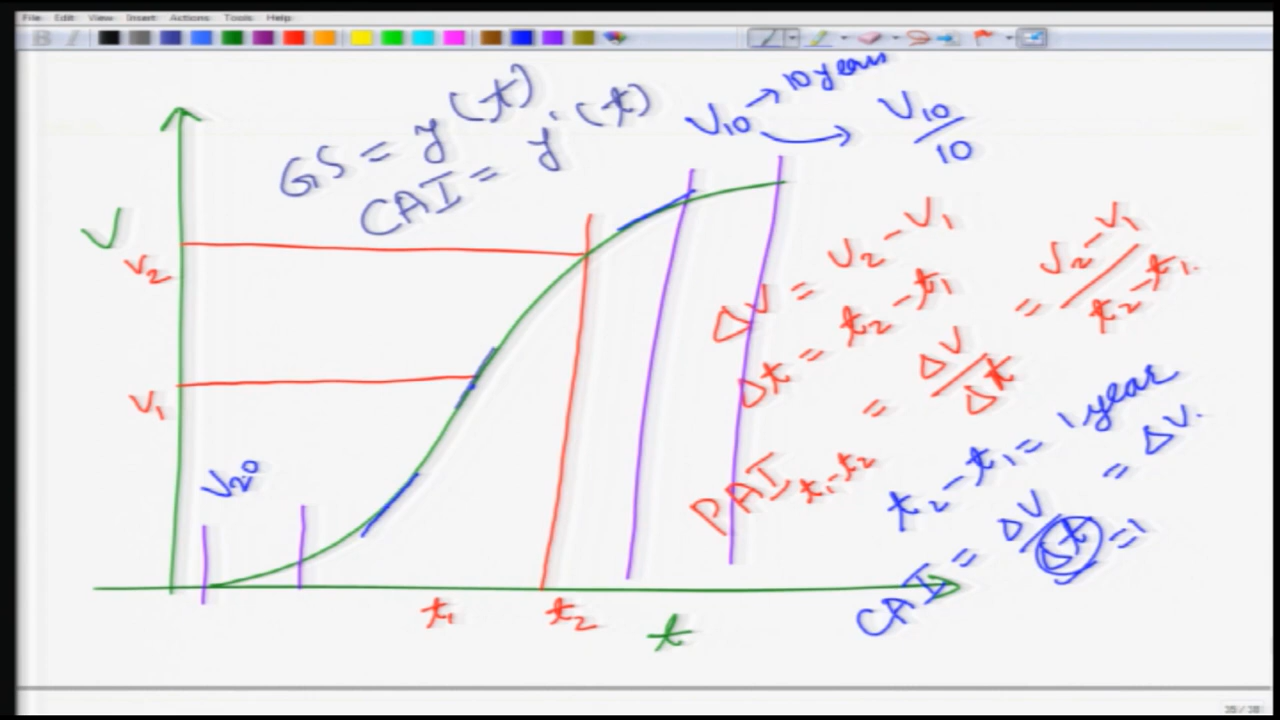 File Edit View Insert Actions Tools Help
B I
GS = y(t)
CAI = y'(t)
V10 → 10 years
V10/10
V
V2
V1
V20
t1
t2
t
ΔV = V2 - V1
Δt = t2 - t1
= ΔV/Δt = V2 - V1/t2 - t1
PAI t1-t2
t2 - t1 = 1 year
CAI = ΔV/Δt = ΔV.
= 1
35 / 38